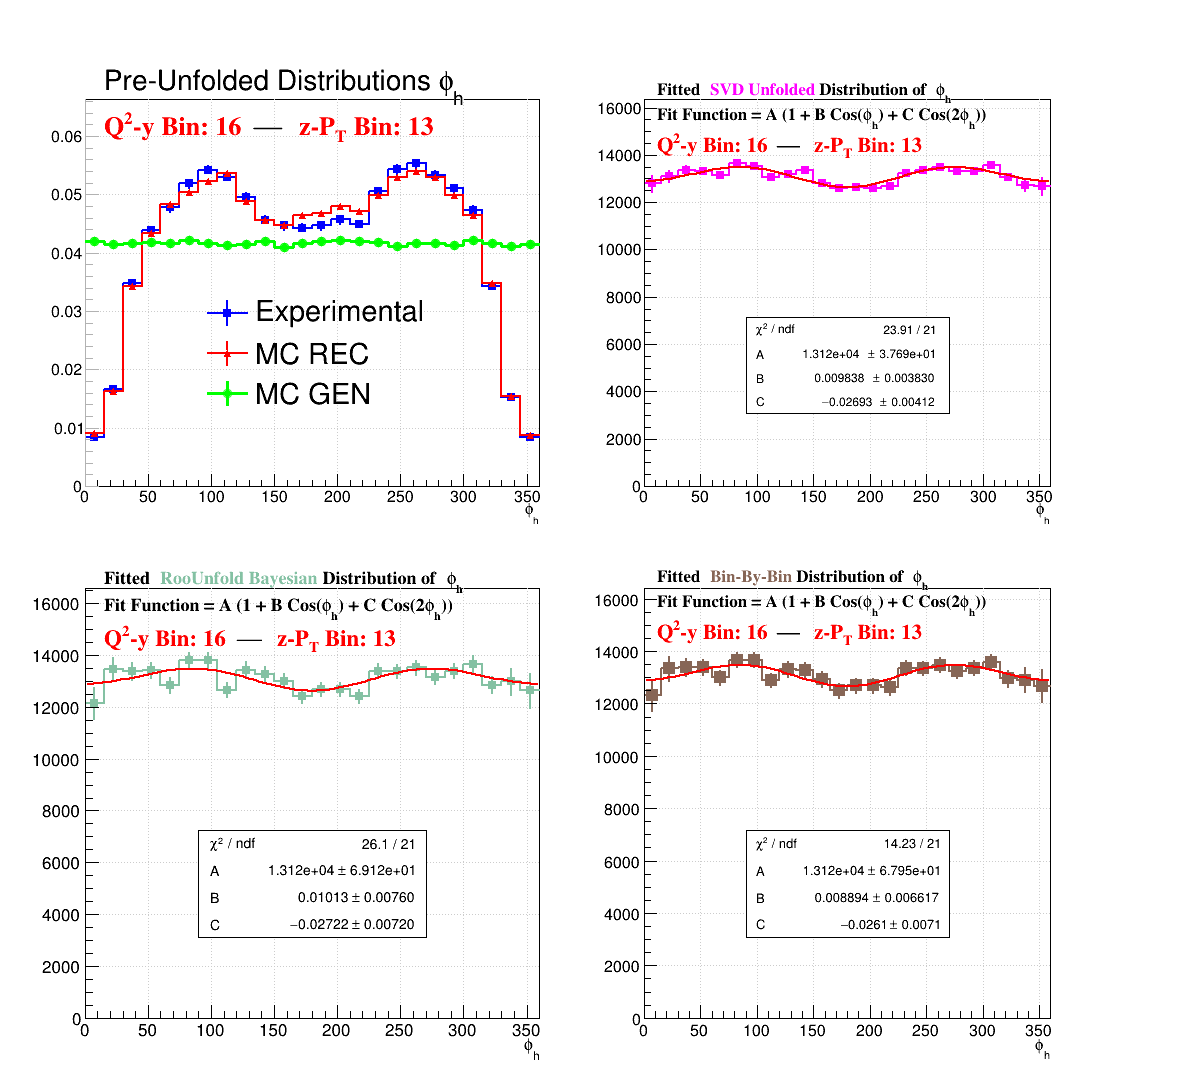 Pre-Unfolded Distributions ϕh
Q2-y Bin: 16 — z-PT Bin: 13
0.06
0.05
0.04
0.03
0.02
0.01
0
Experimental
MC REC
MC GEN
0 50 100 150 200 250 300 350
ϕh
Fitted SVD Unfolded Distribution of ϕh
Fit Function = A (1 + B Cos(ϕh) + C Cos(2ϕh))
Q2-y Bin: 16 — z-PT Bin: 13
16000
14000
12000
10000
8000
6000
4000
2000
0
χ2 / ndf 23.91 / 21
A 1.312e+04 ± 3.769e+01
B 0.009838 ± 0.003830
C −0.02693 ± 0.00412
0 50 100 150 200 250 300 350
ϕh
Fitted RooUnfold Bayesian Distribution of ϕh
Fit Function = A (1 + B Cos(ϕh) + C Cos(2ϕh))
Q2-y Bin: 16 — z-PT Bin: 13
16000
14000
12000
10000
8000
6000
4000
2000
0
χ2 / ndf 26.1 / 21
A 1.312e+04 ± 6.912e+01
B 0.01013 ± 0.00760
C −0.02722 ± 0.00720
0 50 100 150 200 250 300 350
ϕh
Fitted Bin-By-Bin Distribution of ϕh
Fit Function = A (1 + B Cos(ϕh) + C Cos(2ϕh))
Q2-y Bin: 16 — z-PT Bin: 13
16000
14000
12000
10000
8000
6000
4000
2000
0
χ2 / ndf 14.23 / 21
A 1.312e+04 ± 6.795e+01
B 0.008894 ± 0.006617
C −0.0261 ± 0.0071
0 50 100 150 200 250 300 350
ϕh